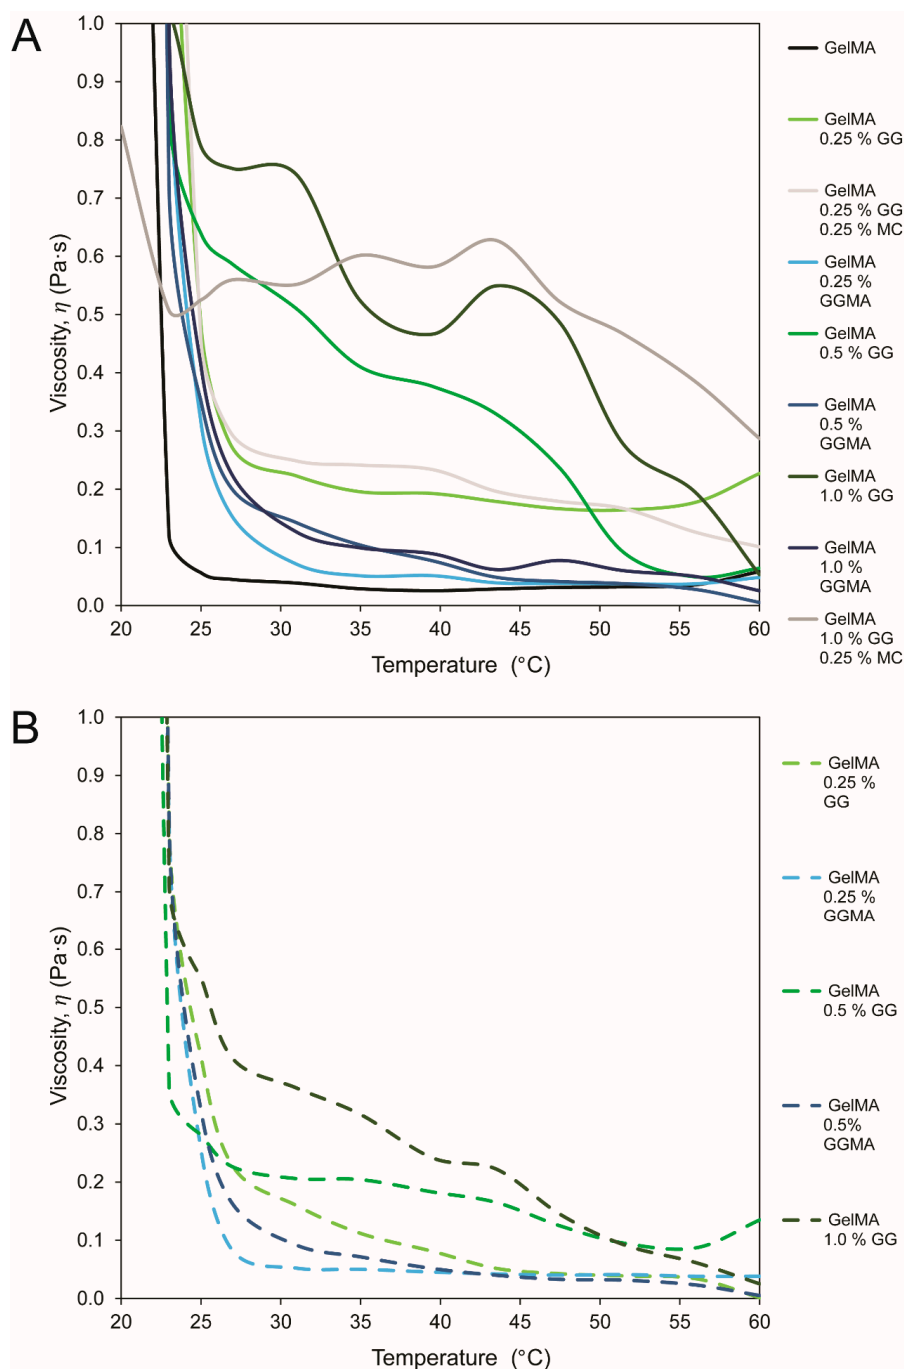 A
1.0
0.9
0.8
0.7
0.6
0.5
0.4
0.3
0.2
0.1
0.0
Viscosity, η (Pa·s)
20 25 30 35 40 45 50 55 60
Temperature (°C)
GelMA
GelMA
0.25 % GG
GelMA
0.25 % GG
0.25 % MC
GelMA
0.25 %
GGMA
GelMA
0.5 % GG
GelMA
0.5 %
GGMA
GelMA
1.0 % GG
GelMA
1.0 %
GGMA
GelMA
1.0 % GG
0.25 % MC
B
1.0
0.9
0.8
0.7
0.6
0.5
0.4
0.3
0.2
0.1
0.0
Viscosity, η (Pa·s)
20 25 30 35 40 45 50 55 60
Temperature (°C)
GelMA
0.25 %
GG
GelMA
0.25 %
GGMA
GelMA
0.5 % GG
GelMA
0.5%
GGMA
GelMA
1.0 % GG